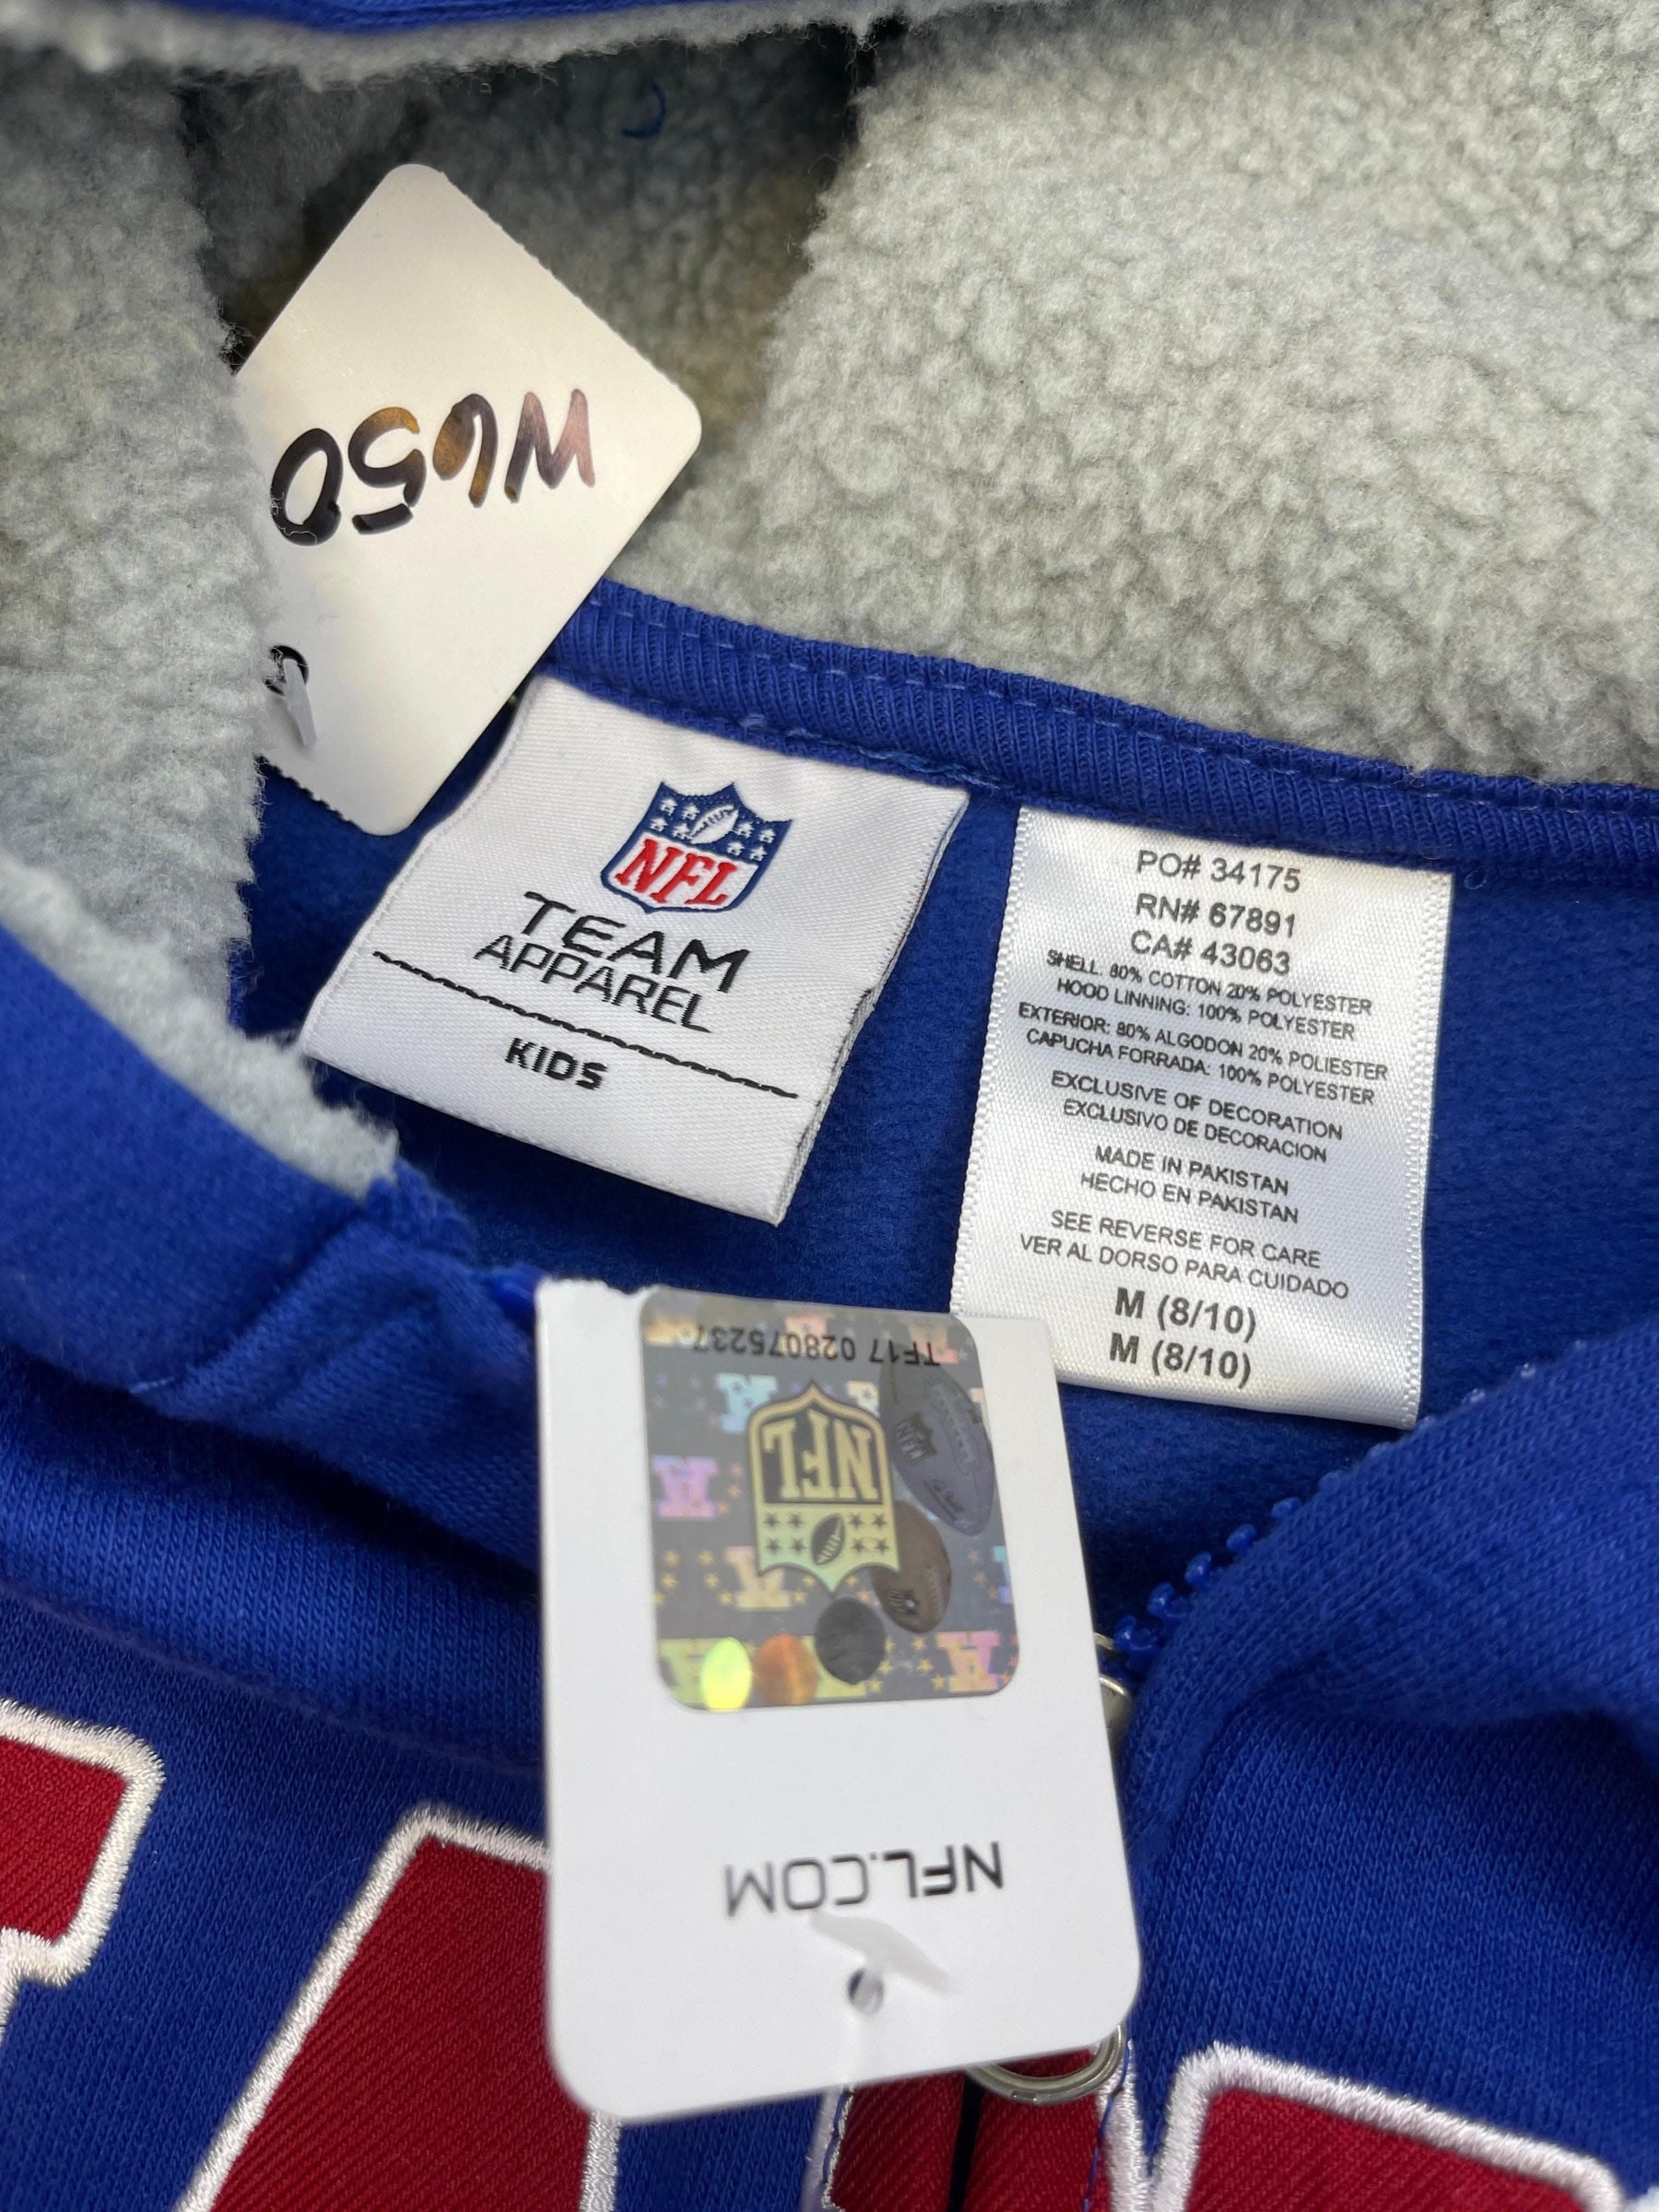 W650
NFL
TEAM
APPAREL
KIDS
PO# 34175
RN# 67891
CA# 43063
SHELL: 80% COTTON 20% POLYESTER
HOOD LINNING: 100% POLYESTER
EXTERIOR: 80% ALGODON 20% POLIESTER
CAPUCHA FORRADA: 100% POLYESTER
EXCLUSIVE OF DECORATION
EXCLUSIVO DE DECORACION
MADE IN PAKISTAN
HECHO EN PAKISTAN
SEE REVERSE FOR CARE
VER AL DORSO PARA CUIDADO
M (8/10)
M (8/10)
TF17 028075237
NFL
NFL.COM